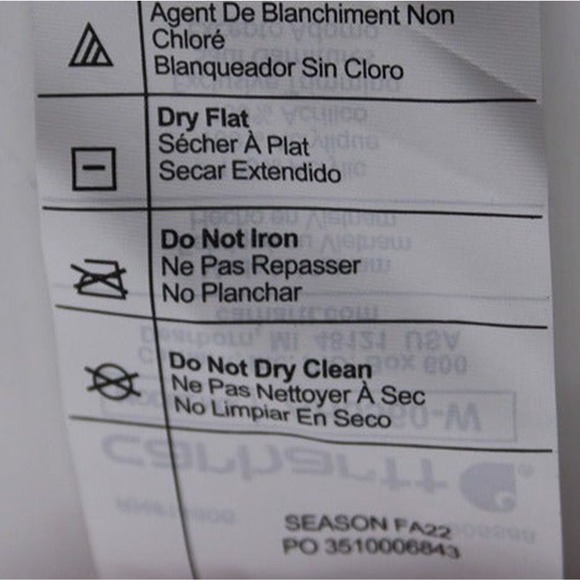 Agent De Blanchiment Non
Chloré
Blanqueador Sin Cloro
Dry Flat
Sécher À Plat
Secar Extendido
Do Not Iron
Ne Pas Repasser
No Planchar
Do Not Dry Clean
Ne Pas Nettoyer À Sec
No Limpiar En Seco
SEASON FA22
PO 3510006843
carhartt